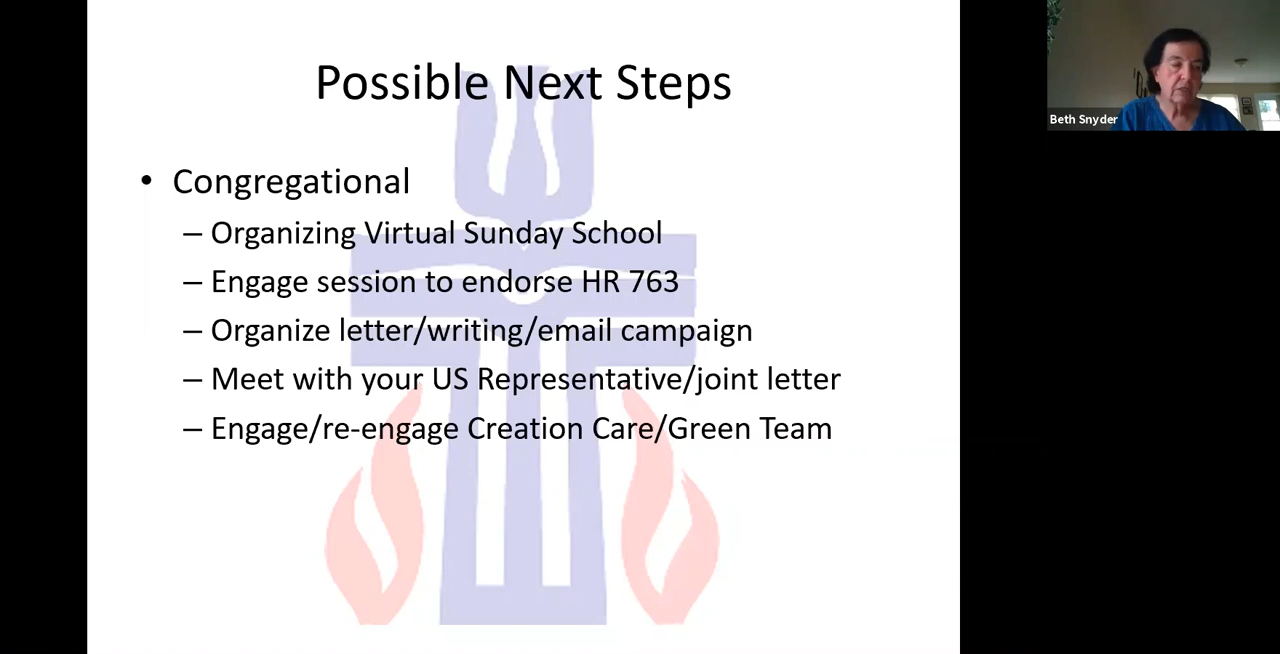 Possible Next Steps
• Congregational
– Organizing Virtual Sunday School
– Engage session to endorse HR 763
– Organize letter/writing/email campaign
– Meet with your US Representative/joint letter
– Engage/re-engage Creation Care/Green Team
Beth Snyder